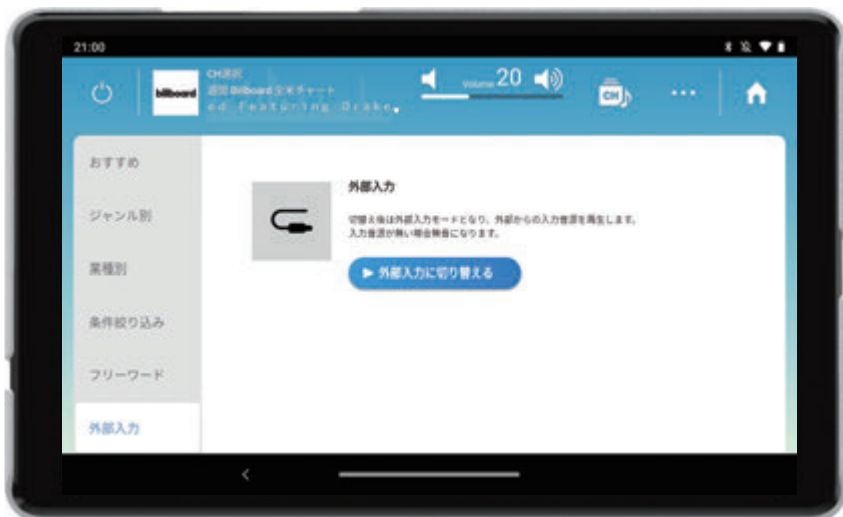 21:00
billboard
CH選択
週間 Billboard 全米チャート
ed featuring Drake.
Volume 20
CH
おすすめ
ジャンル別
業種別
条件絞り込み
フリーワード
外部入力
外部入力
切替え後は外部入力モードとなり、外部からの入力音源を再生します。
入力音源が無い場合無音になります。
外部入力に切り替える